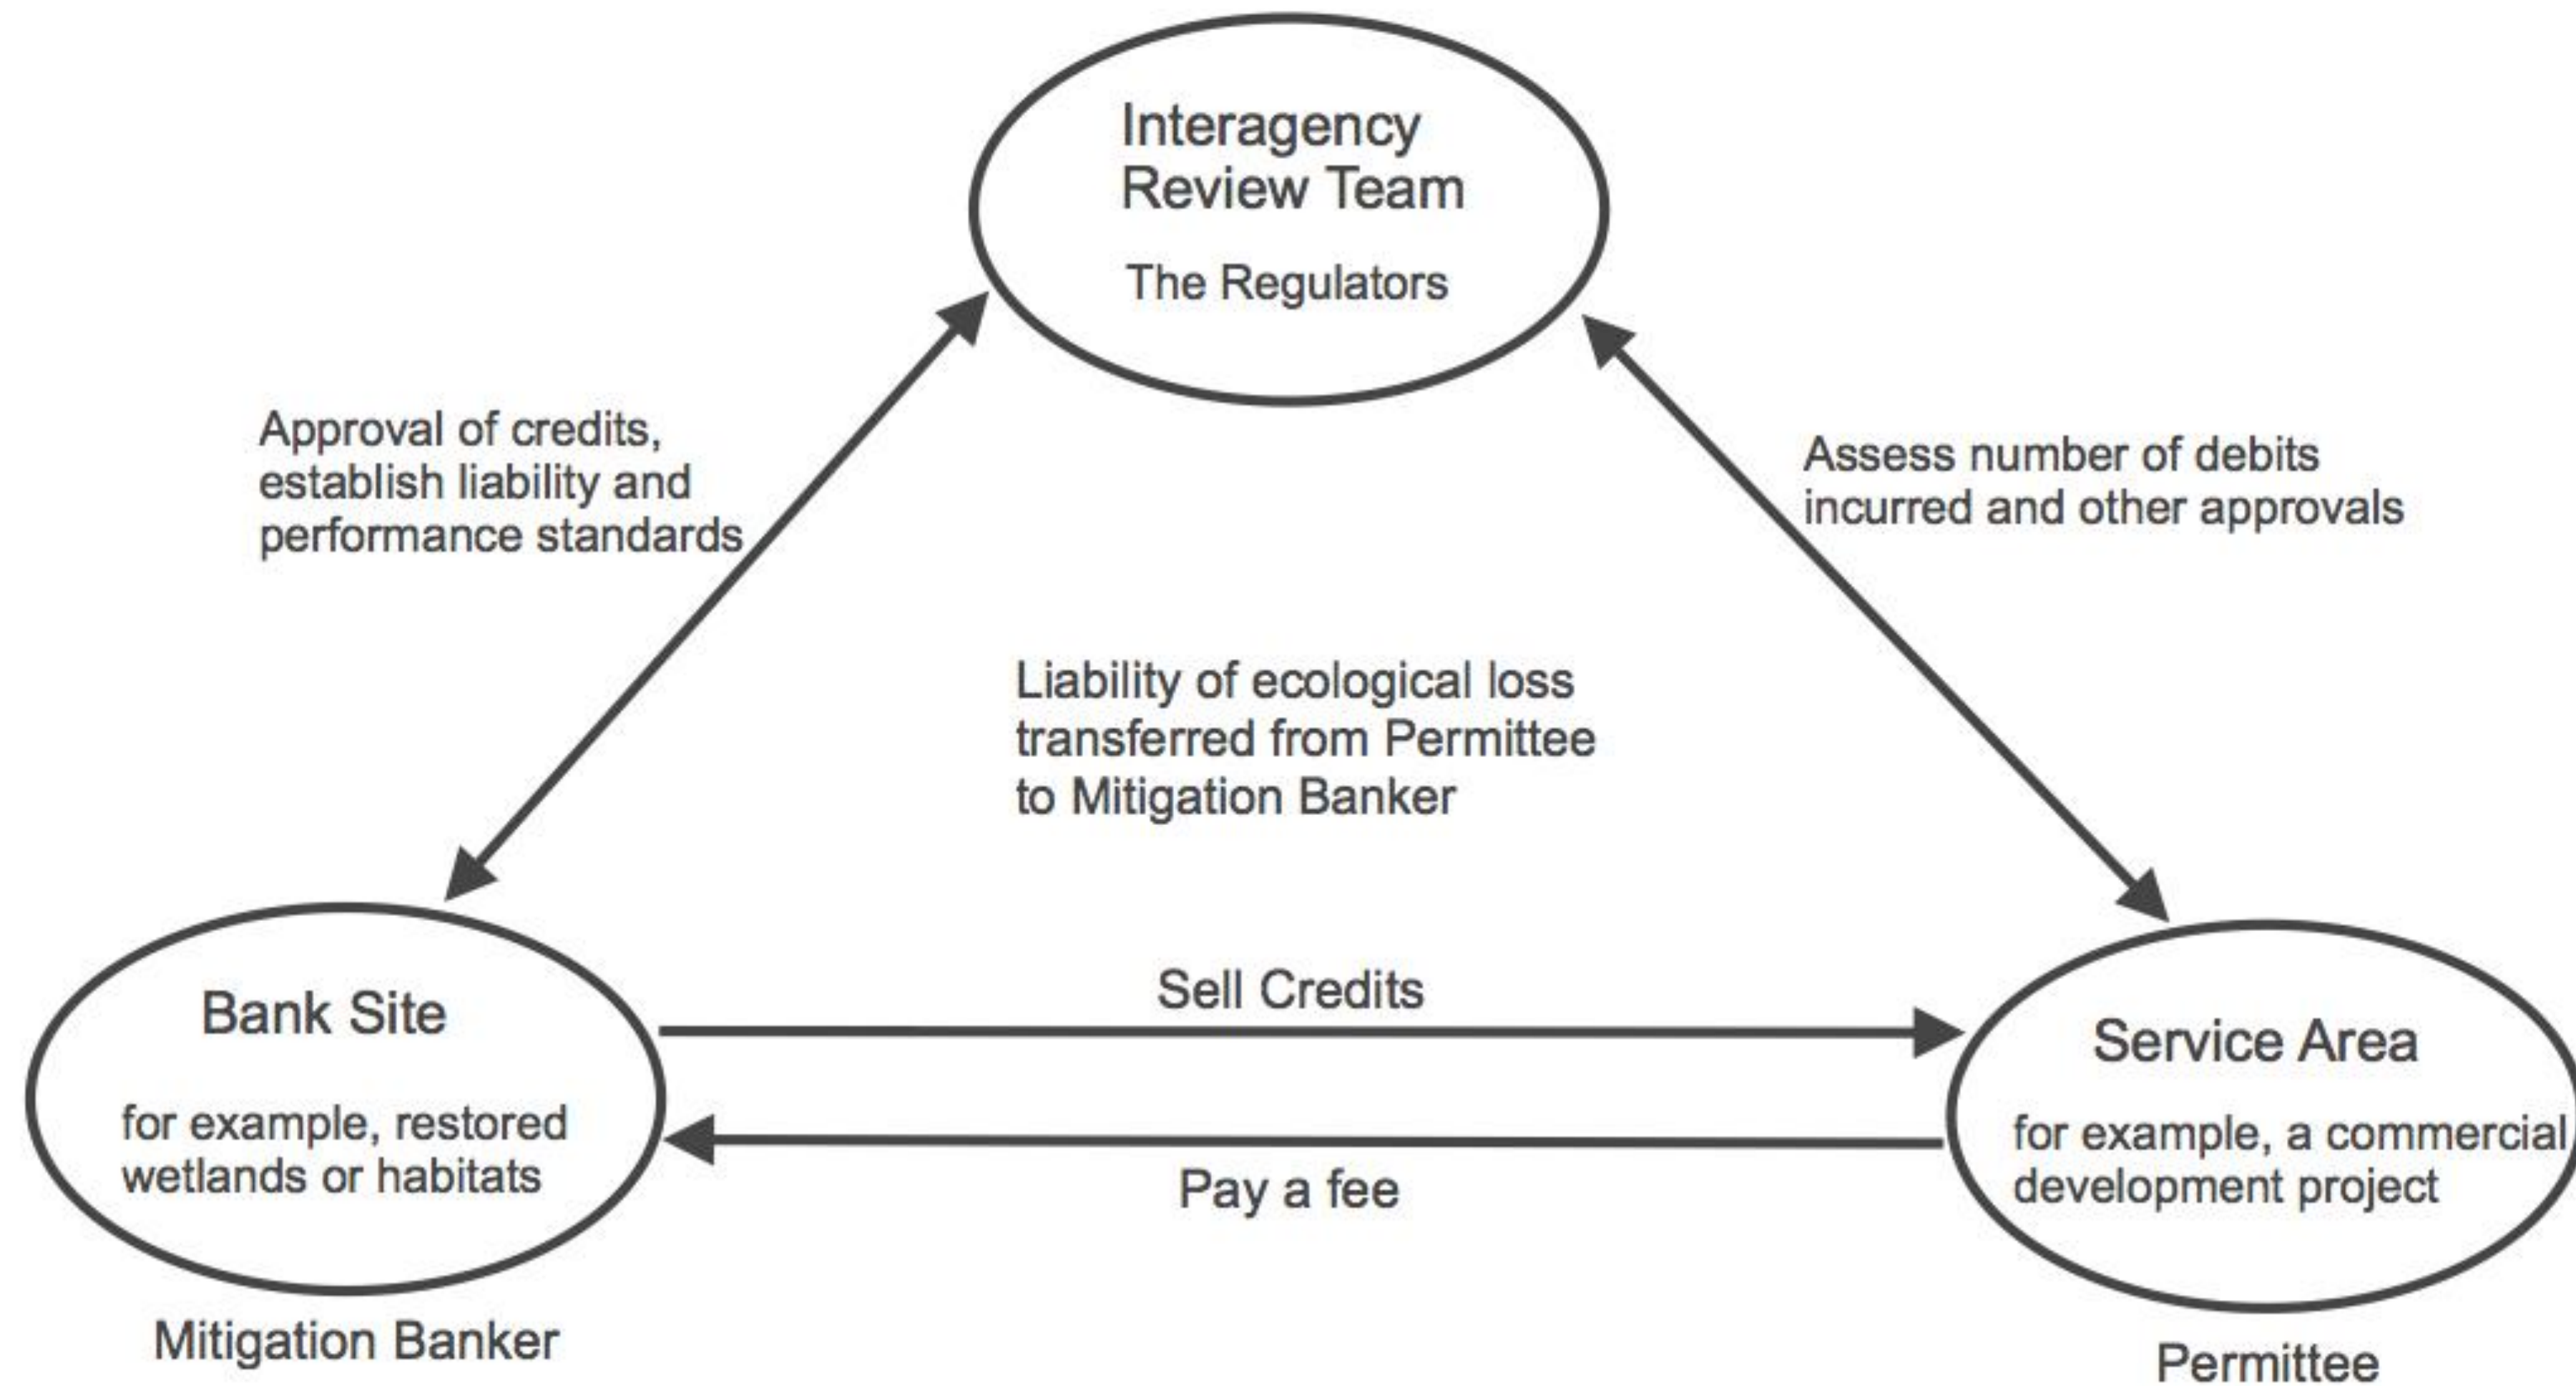 Interagency
Review Team
The Regulators
Approval of credits,
establish liability and
performance standards
Assess number of debits
incurred and other approvals
Liability of ecological loss
transferred from Permittee
to Mitigation Banker
Sell Credits
Pay a fee
Bank Site
for example, restored
wetlands or habitats
Mitigation Banker
Service Area
for example, a commercial
development project
Permittee